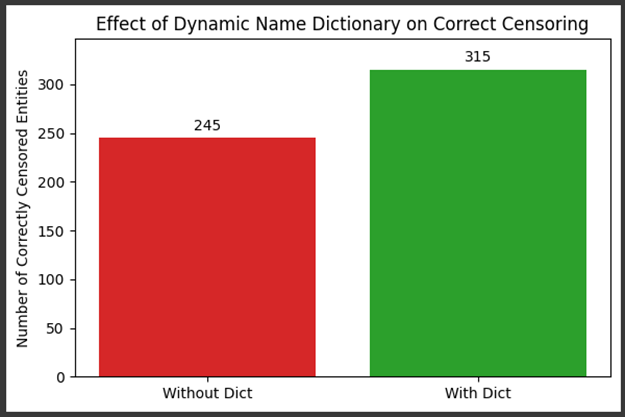 Effect of Dynamic Name Dictionary on Correct Censoring
Number of Correctly Censored Entities
300
250
200
150
100
50
0
245
315
Without Dict
With Dict